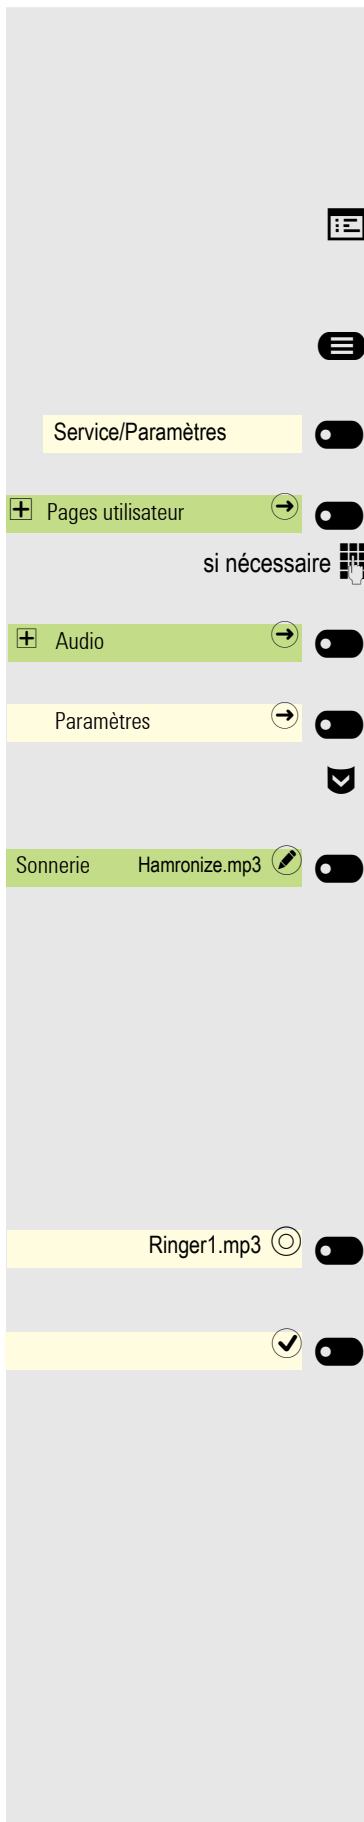 Service/Paramètres
Pages utilisateur
si nécessaire
Audio
Paramètres
Sonnerie Hamronize.mp3
Ringer1.mp3